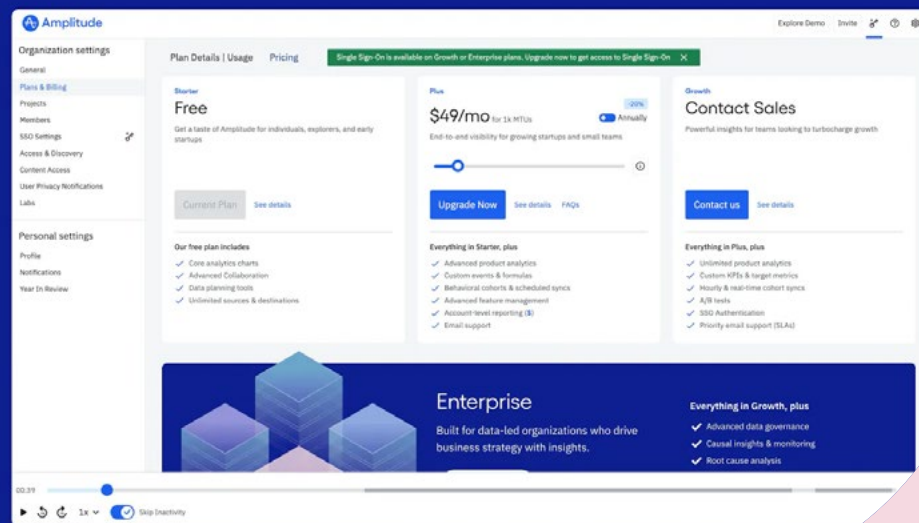 Amplitude
Explore Demo Invite
Organization settings
General
Plans & Billing
Projects
Members
SSO Settings
Access & Discovery
Content Access
User Privacy Notifications
Labs
Personal settings
Profile
Notifications
Year In Review
Plan Details | Usage Pricing
Single Sign-On is available on Growth or Enterprise plans. Upgrade now to get access to Single Sign-On
Starter
Free
Get a taste of Amplitude for individuals, explorers, and early
startups
Current Plan See details
Our free plan includes
Core analytics charts
Advanced Collaboration
Data planning tools
Unlimited sources & destinations
Plus
-20%
$49/mo for 1k MTUs Annually
End-to-end visibility for growing startups and small teams
Upgrade Now See details FAQs
Everything in Starter, plus
Advanced product analytics
Custom events & formulas
Behavioral cohorts & scheduled syncs
Advanced feature management
Account-level reporting ($)
Email support
Growth
Contact Sales
Powerful insights for teams looking to turbocharge growth
Contact us See details
Everything in Plus, plus
Unlimited product analytics
Custom KPIs & target metrics
Hourly & real-time cohort syncs
A/B tests
SSO Authentication
Priority email support (SLAs)
Enterprise
Built for data-led organizations who drive
business strategy with insights.
Everything in Growth, plus
Advanced data governance
Causal insights & monitoring
Root cause analysis
00:39
1x Skip Inactivity